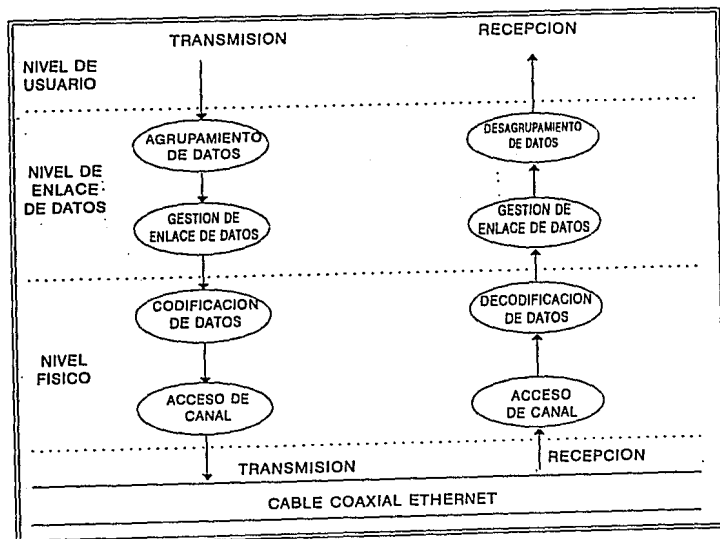 TRANSMISION
RECEPCION
NIVEL DE
USUARIO
AGRUPAMIENTO
DE DATOS
DESAGRUPAMIENTO
DE DATOS
NIVEL DE
ENLACE
DE DATOS
GESTION DE
ENLACE DE DATOS
GESTION DE
ENLACE DE DATOS
CODIFICACION
DE DATOS
DECODIFICACION
DE DATOS
NIVEL
FISICO
ACCESO DE
CANAL
ACCESO
DE CANAL
TRANSMISION
RECEPCION
CABLE COAXIAL ETHERNET